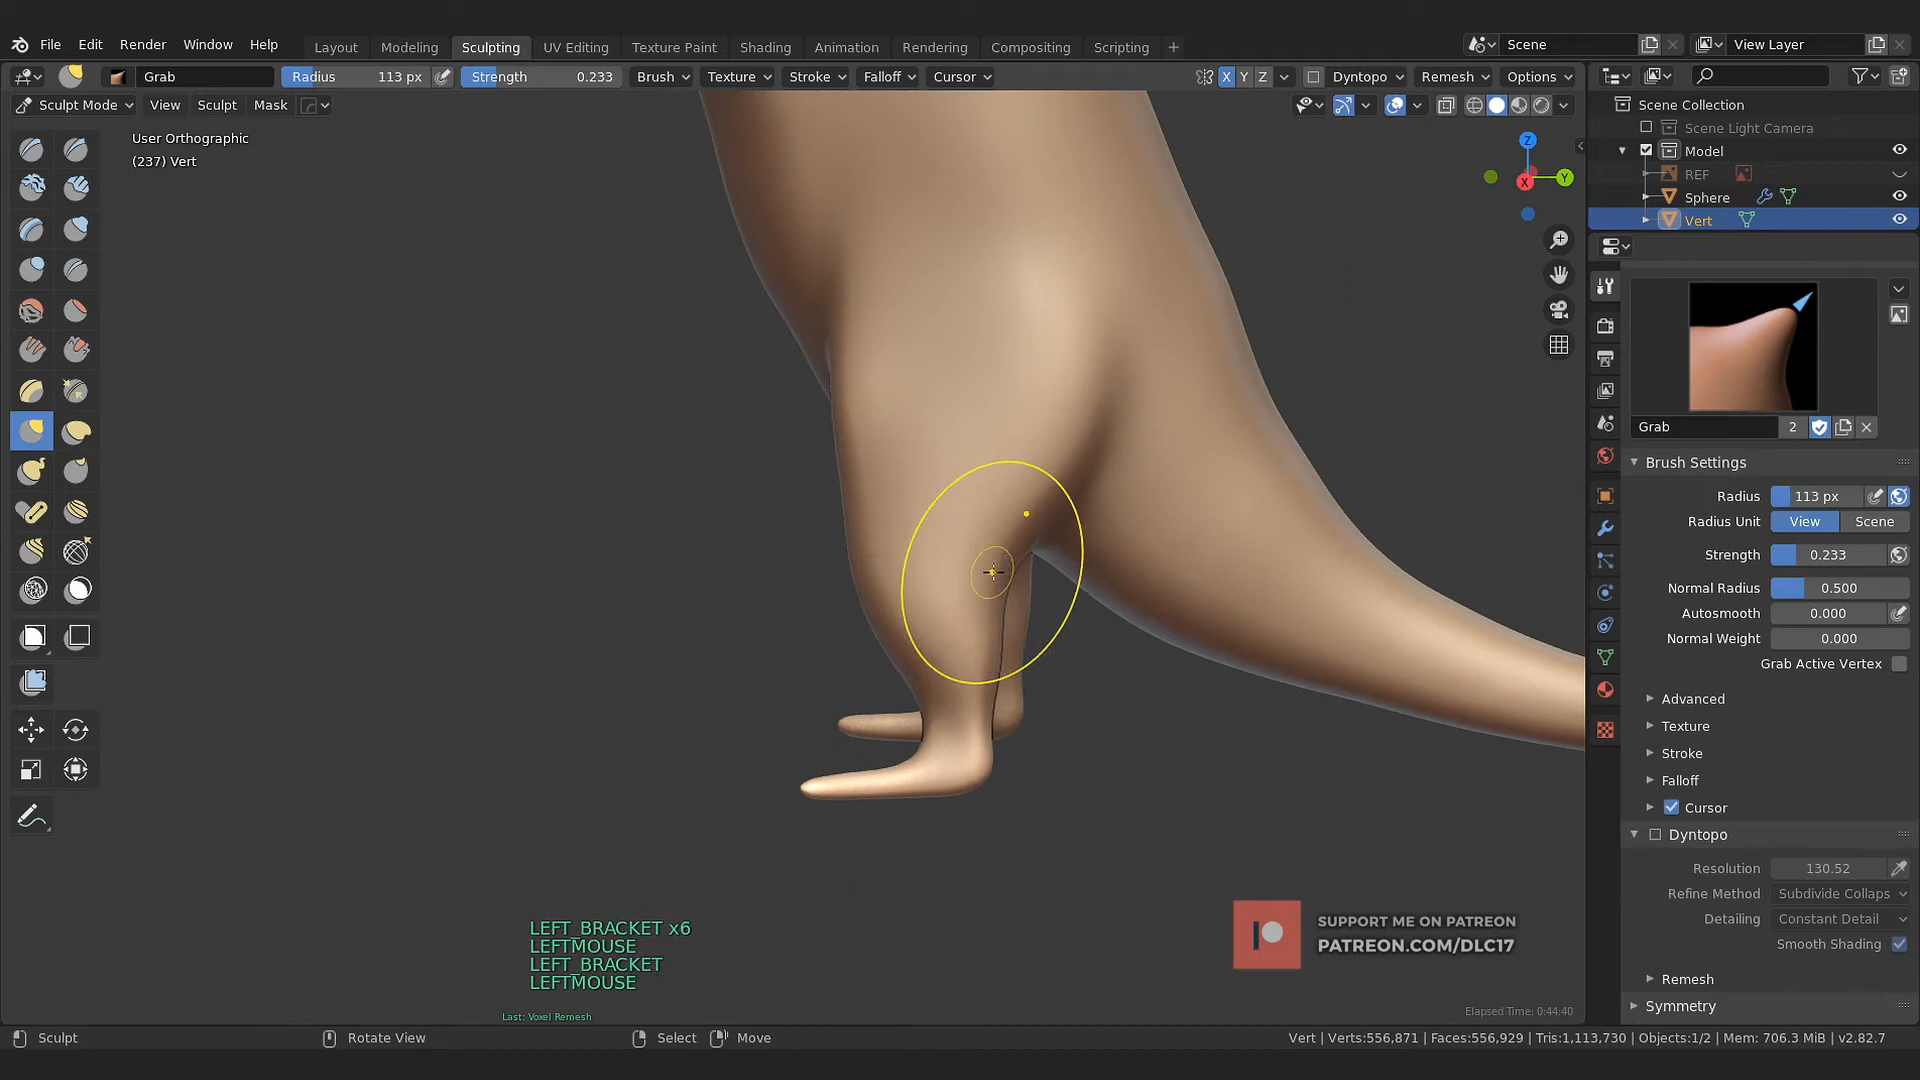 File Edit Render Window Help Layout Modeling Sculpting UV Editing Texture Paint Shading Animation Rendering Compositing Scripting + Scene View Layer
Grab Radius 113 px Strength 0.233 Brush Texture Stroke Falloff Cursor X Y Z Dyntopo Remesh Options
Sculpt Mode View Sculpt Mask
User Orthographic
(237) Vert
Z
Y
X
Scene Collection
Scene Light Camera
Model
REF
Sphere
Vert
Grab 2
Brush Settings
Radius 113 px
Radius Unit View Scene
Strength 0.233
Normal Radius 0.500
Autosmooth 0.000
Normal Weight 0.000
Grab Active Vertex
Advanced
Texture
Stroke
Falloff
Cursor
Dyntopo
Resolution 130.52
Refine Method Subdivide Collaps
Detailing Constant Detail
Smooth Shading
Remesh
Symmetry
LEFT_BRACKET x6
LEFTMOUSE
LEFT_BRACKET
LEFTMOUSE
Last: Voxel Remesh
SUPPORT ME ON PATREON
PATREON.COM/DLC17
Elapsed Time: 0:44:40
Sculpt Rotate View Select Move Vert | Verts:556,871 | Faces:556,929 | Tris:1,113,730 | Objects:1/2 | Mem: 706.3 MiB | v2.82.7